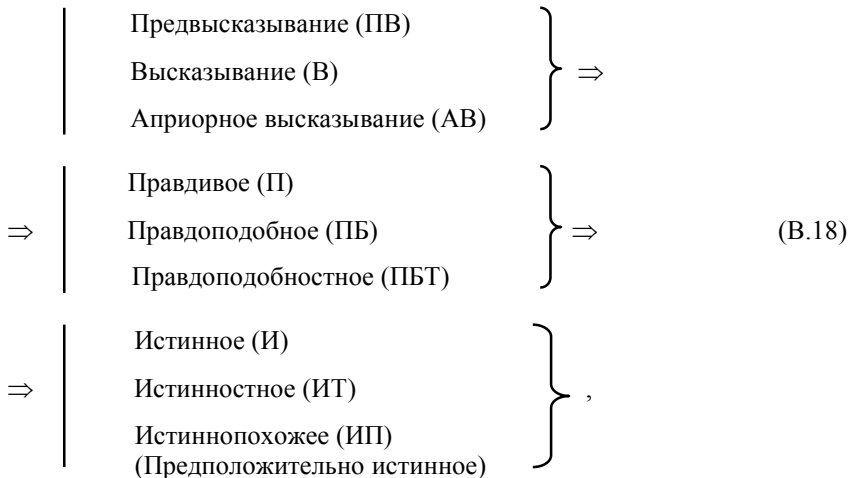 Предвысказывание (ПВ)
Высказывание (В)
⇒
Априорное высказывание (АВ)
Правдивое (П)
⇒ Правдоподобное (ПБ) ⇒ (В.18)
Правдоподобностное (ПБТ)
Истинное (И)
⇒ Истинностное (ИТ) ,
Истиннопохожее (ИП)
(Предположительно истинное)